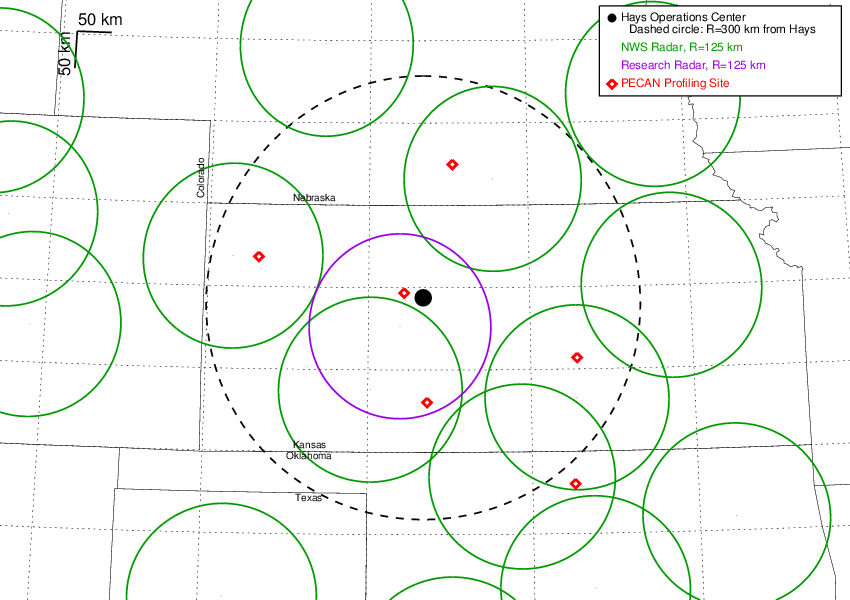 50 km
50 km
Hays Operations Center
Dashed circle: R=300 km from Hays
NWS Radar, R=125 km
Research Radar, R=125 km
PECAN Profiling Site
Colorado
Nebraska
Kansas
Oklahoma
Texas